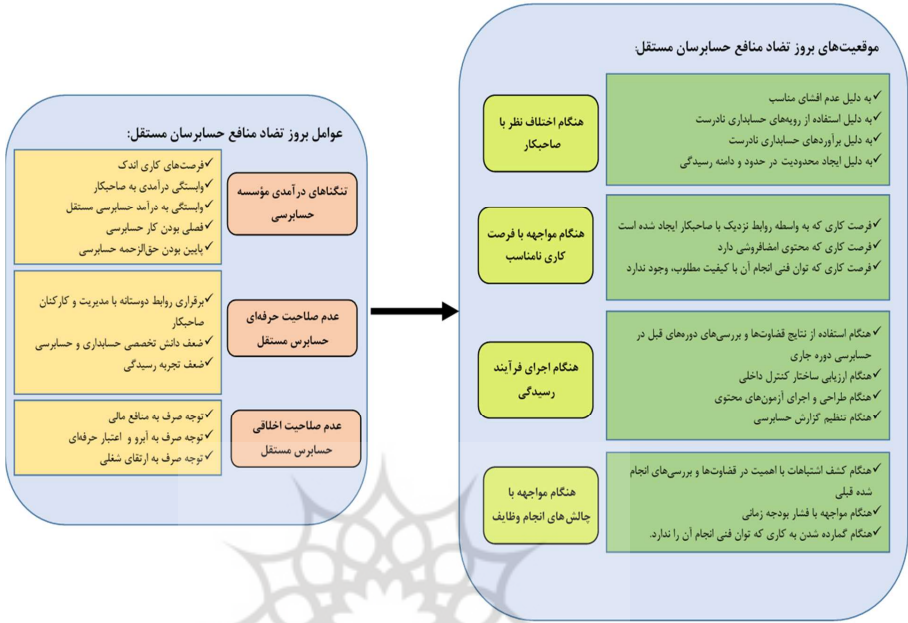 موقعیت‌های بروز تضاد منافع حسابرسان مستقل:
هنگام اختلاف نظر با
صاحبکار
✓به دلیل عدم افشای مناسب
✓به دلیل استفاده از رویه‌های حسابداری نادرست
✓به دلیل برآوردهای حسابداری نادرست
✓به دلیل ایجاد محدودیت در حدود و دامنه رسیدگی
هنگام مواجهه با فرصت
کاری نامناسب
✓فرصت کاری که به واسطه روابط نزدیک با صاحبکار ایجاد شده است
✓فرصت کاری که محتوی امضافروشی دارد
✓فرصت کاری که توان فنی انجام آن با کیفیت مطلوب، وجود ندارد
هنگام اجرای فرآیند
رسیدگی
✓هنگام استفاده از نتایج قضاوت‌ها و بررسی‌های دوره‌های قبل در
حسابرسی دوره جاری
✓هنگام ارزیابی ساختار کنترل داخلی
✓هنگام طراحی و اجرای آزمون‌های محتوی
✓هنگام تنظیم گزارش حسابرسی
هنگام مواجهه با
چالش‌های انجام وظایف
✓هنگام کشف اشتباهات با اهمیت در قضاوت‌ها و بررسی‌های انجام
شده قبلی
✓هنگام مواجهه با فشار بودجه زمانی
✓هنگام گمارده شدن به کاری که توان فنی انجام آن را ندارد.
عوامل بروز تضاد منافع حسابرسان مستقل:
تنگناهای درآمدی مؤسسه
حسابرسی
✓فرصت‌های کاری اندک
✓وابستگی درآمدی به صاحبکار
✓وابستگی به درآمد حسابرسی مستقل
✓فصلی بودن کار حسابرسی
✓پایین بودن حق‌الزحمه حسابرسی
عدم صلاحیت حرفه‌ای
حسابرس مستقل
✓برقراری روابط دوستانه با مدیریت و کارکنان
صاحبکار
✓ضعف دانش تخصصی حسابداری و حسابرسی
✓ضعف تجربه رسیدگی
عدم صلاحیت اخلاقی
حسابرس مستقل
✓توجه صرف به منافع مالی
✓توجه صرف به آبرو و اعتبار حرفه‌ای
✓توجه صرف به ارتقای شغلی